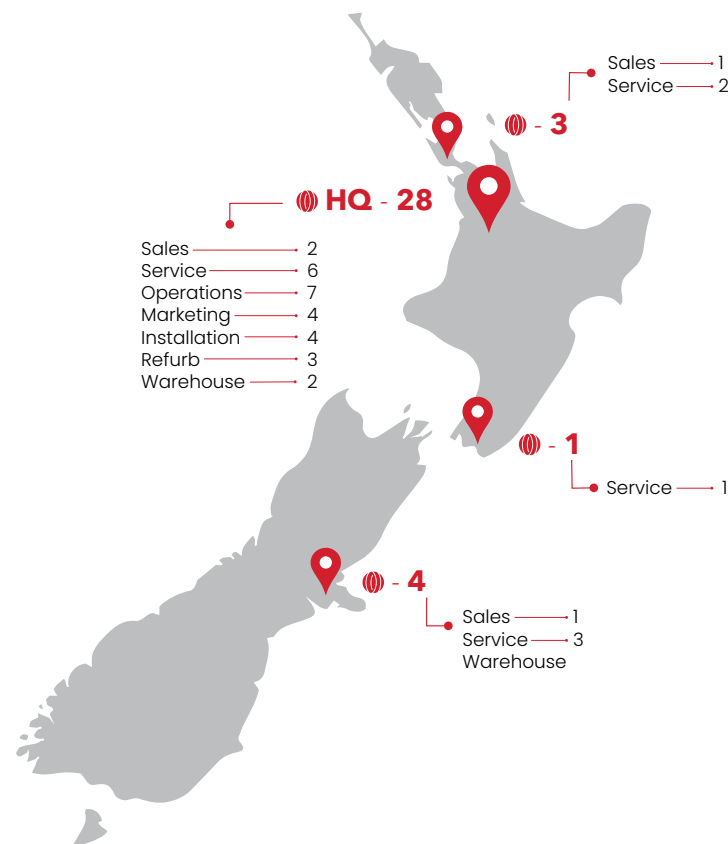 Sales 1
Service 2
- 3
HQ - 28
Sales 2
Service 6
Operations 7
Marketing 4
Installation 4
Refurb 3
Warehouse 2
- 1
Service 1
- 4
Sales 1
Service 3
Warehouse